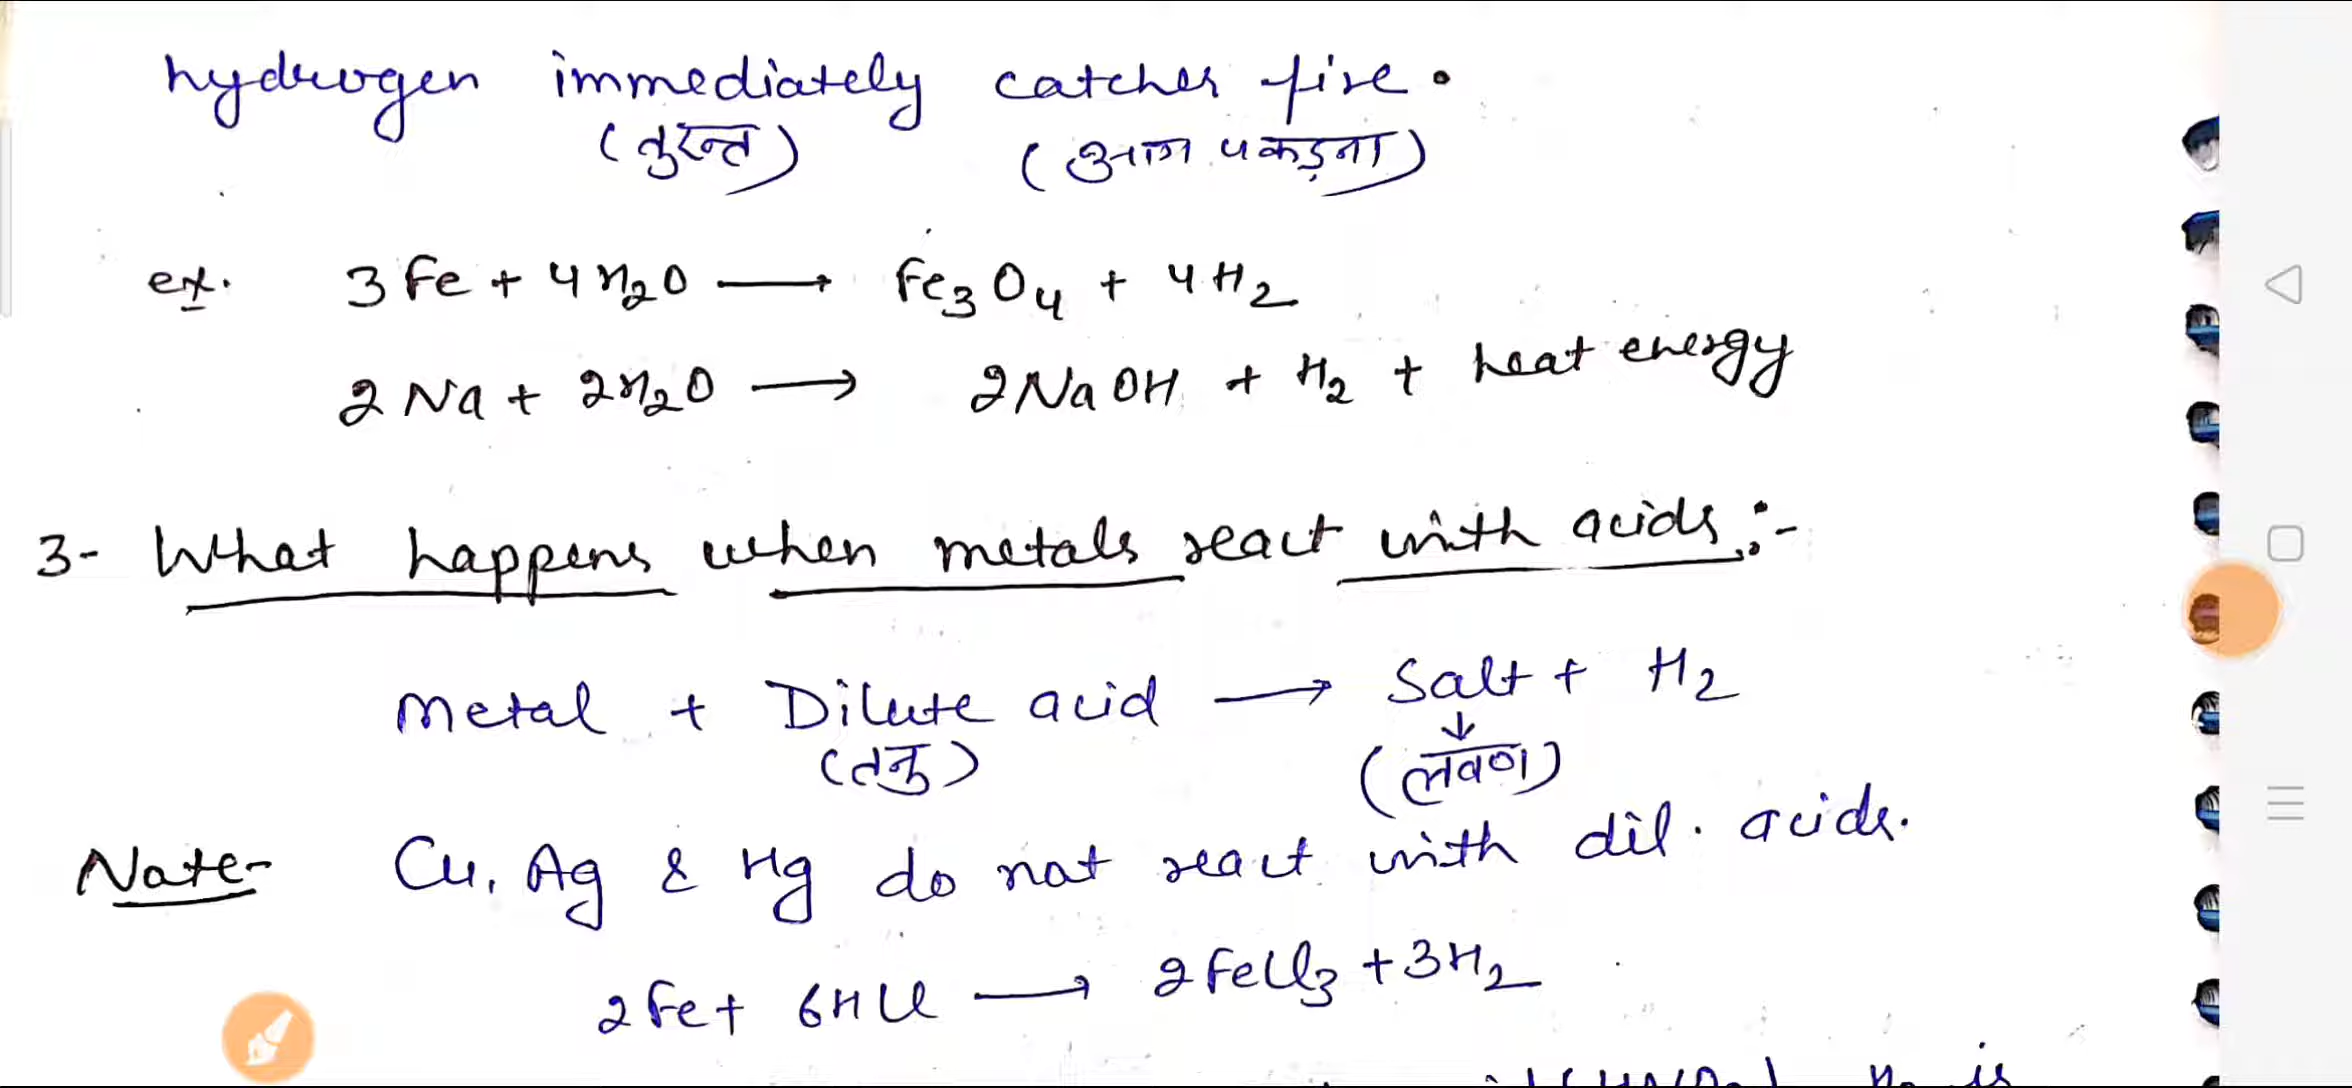 hydrogen immediately catches fire.
(तुरन्त) (आग पकड़ना)
ex. 3Fe + 4H2O ⟶ Fe3O4 + 4H2
2Na + 2H2O ⟶ 2NaOH + H2 + heat energy
3- What happens when metals react with acids :-
Metal + Dilute acid ⟶ Salt + H2
(तनु) ↓ (लवण)
Note- Cu, Ag & Hg do not react with dil. acids.
2Fe + 6HCl ⟶ 2FeCl3 + 3H2
is